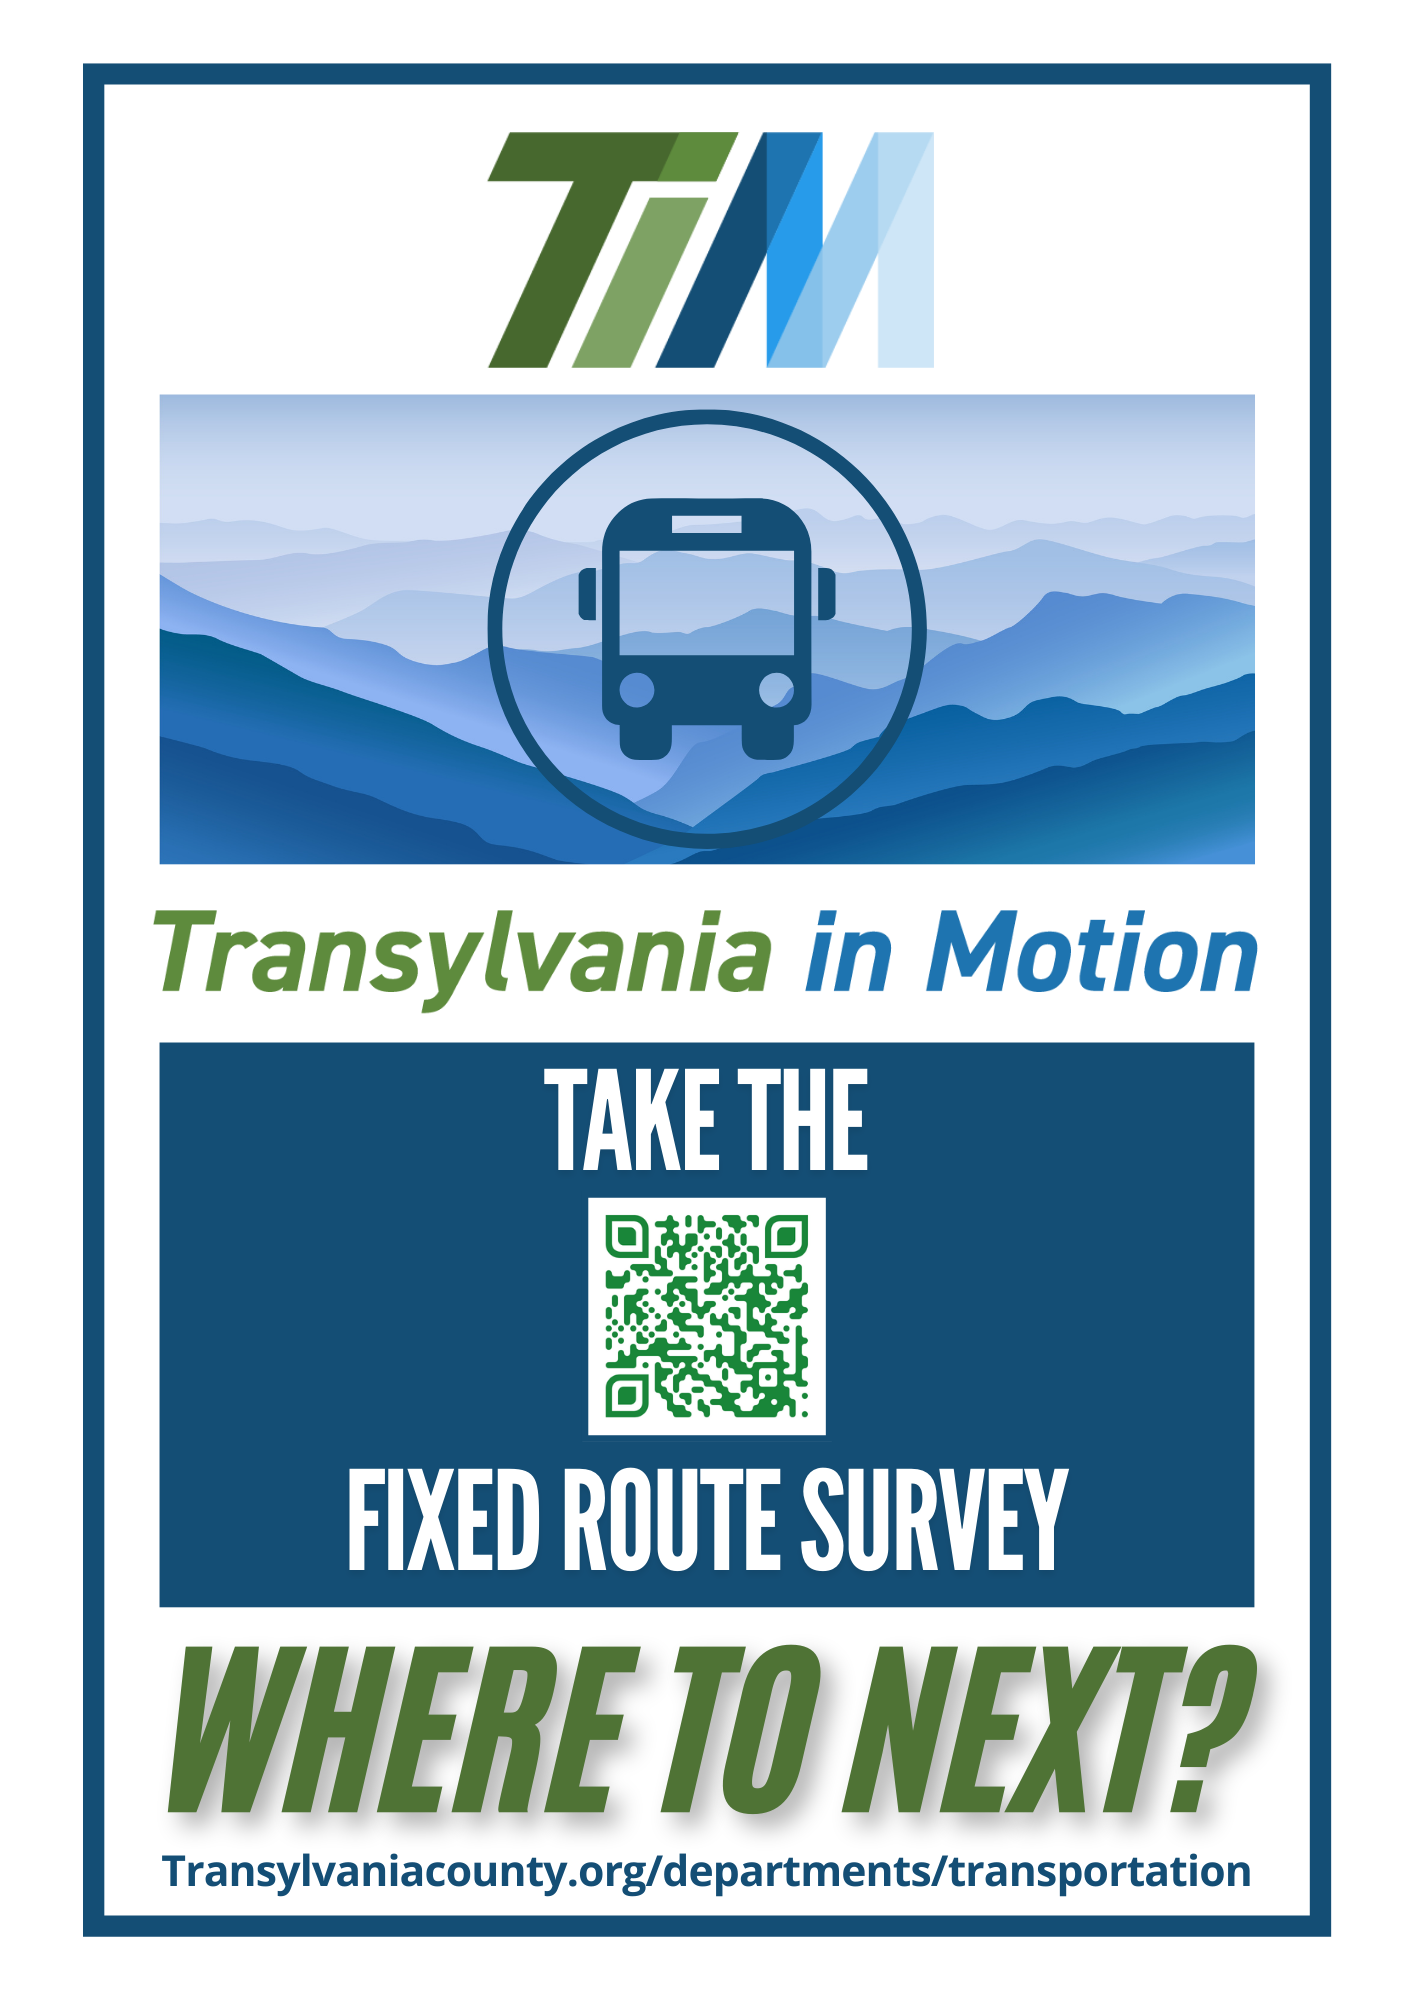 TiM
Transylvania in Motion
TAKE THE
FIXED ROUTE SURVEY
WHERE TO NEXT?
Transylvaniacounty.org/departments/transportation